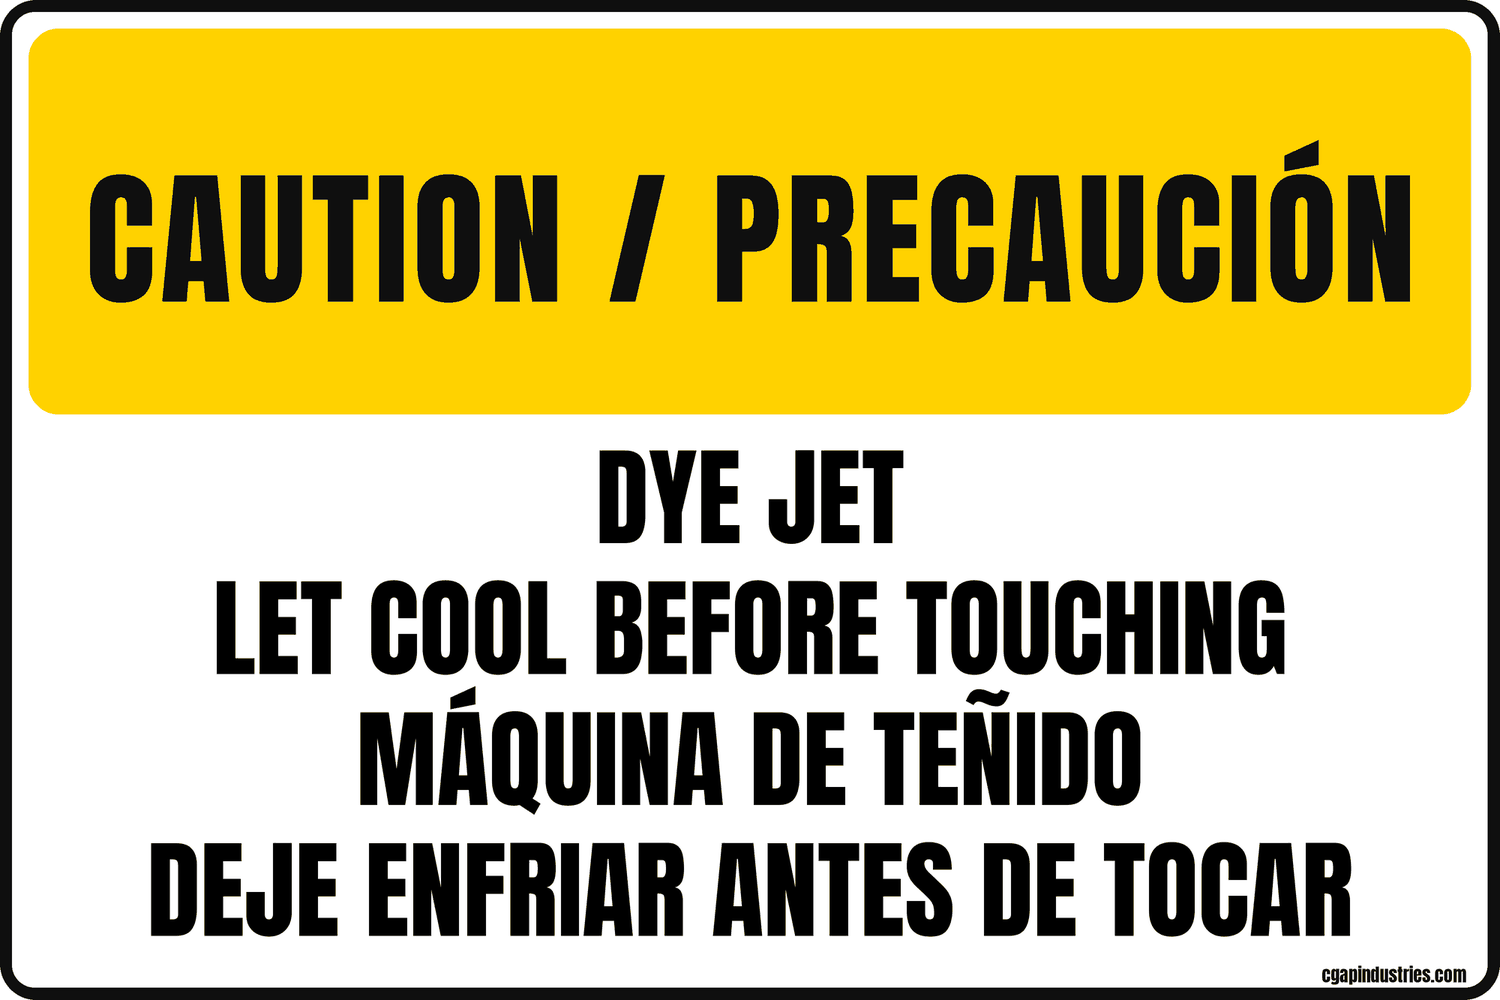 CAUTION / PRECAUCIÓN
DYE JET
LET COOL BEFORE TOUCHING
MÁQUINA DE TEÑIDO
DEJE ENFRIAR ANTES DE TOCAR
cgapindustries.com